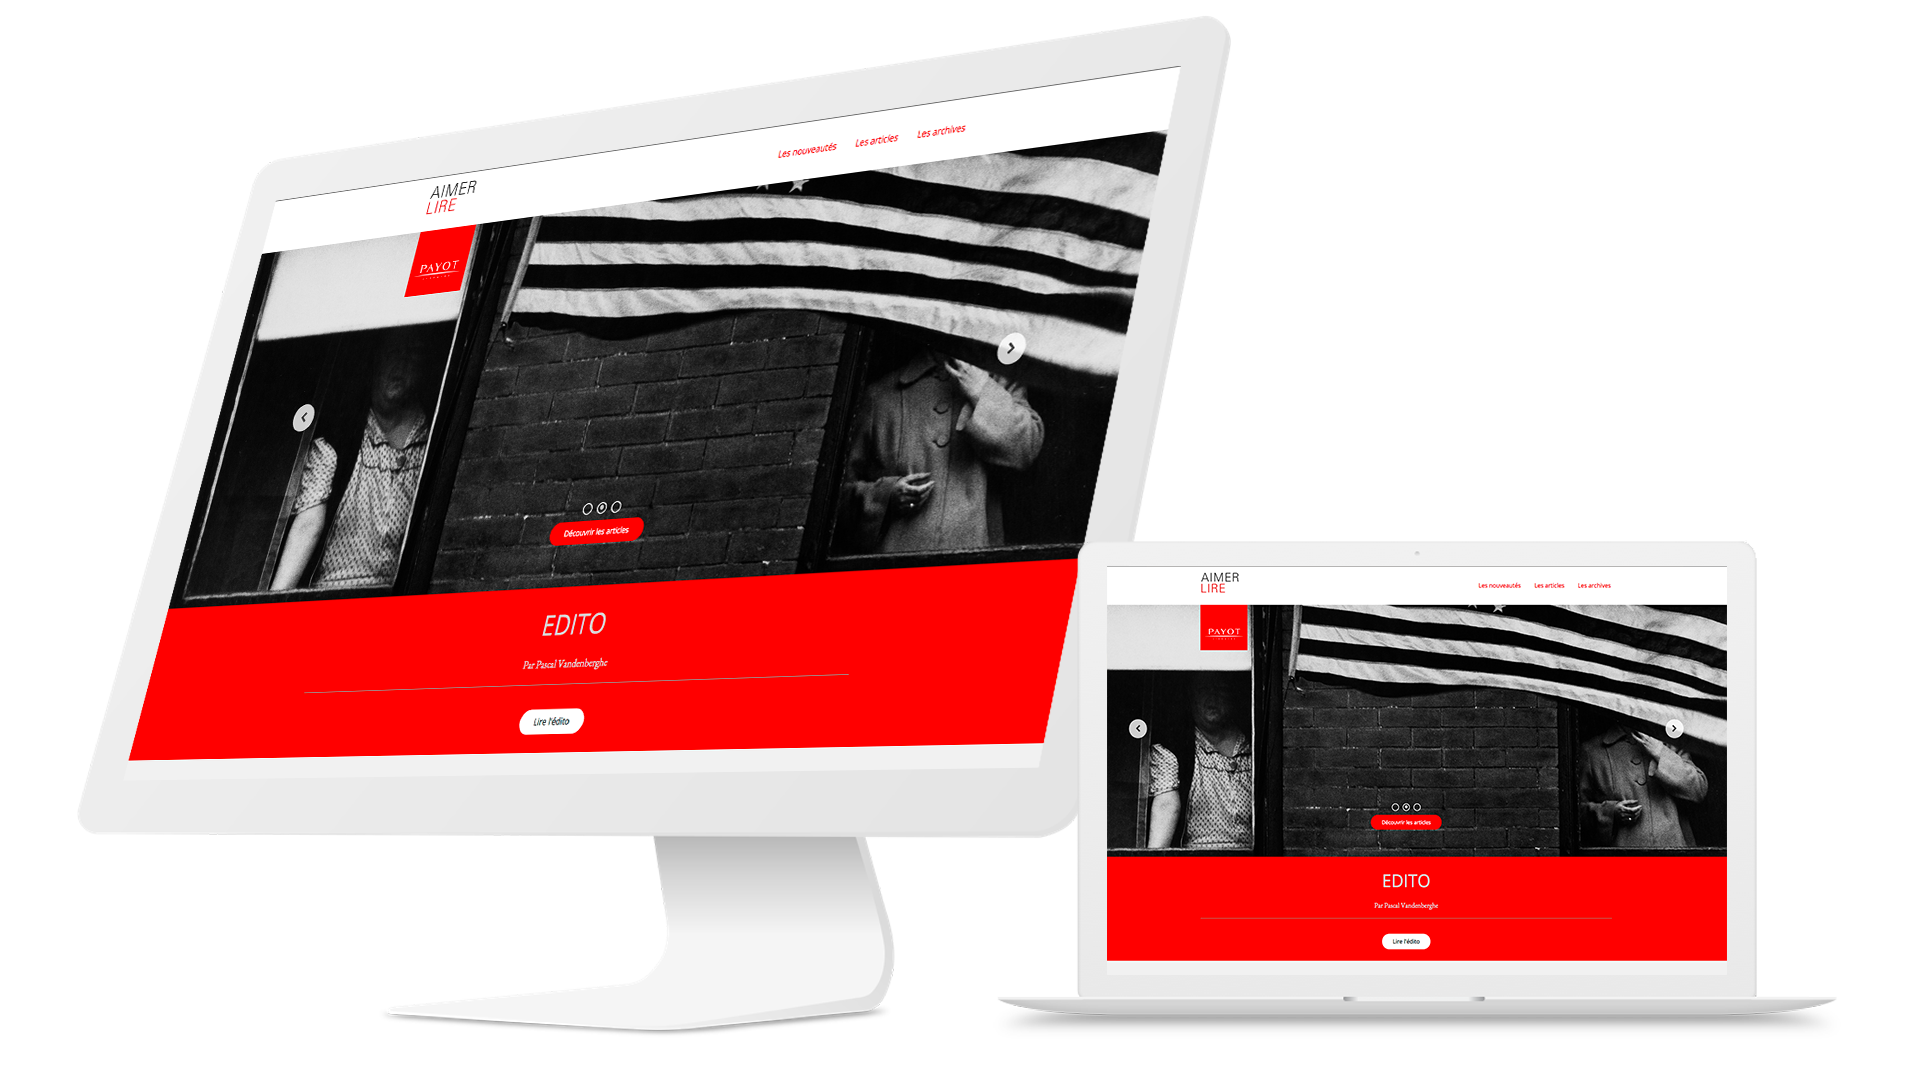 Les nouveautés Les articles Les archives
AIMER
LIRE
PAYOT
Découvrir les articles
EDITO
Par Pascal Vandenberghe
Lire l'édito
AIMER
LIRE
Les nouveautés Les articles Les archives
PAYOT
Découvrir les articles
EDITO
Par Pascal Vandenberghe
Lire l'édito